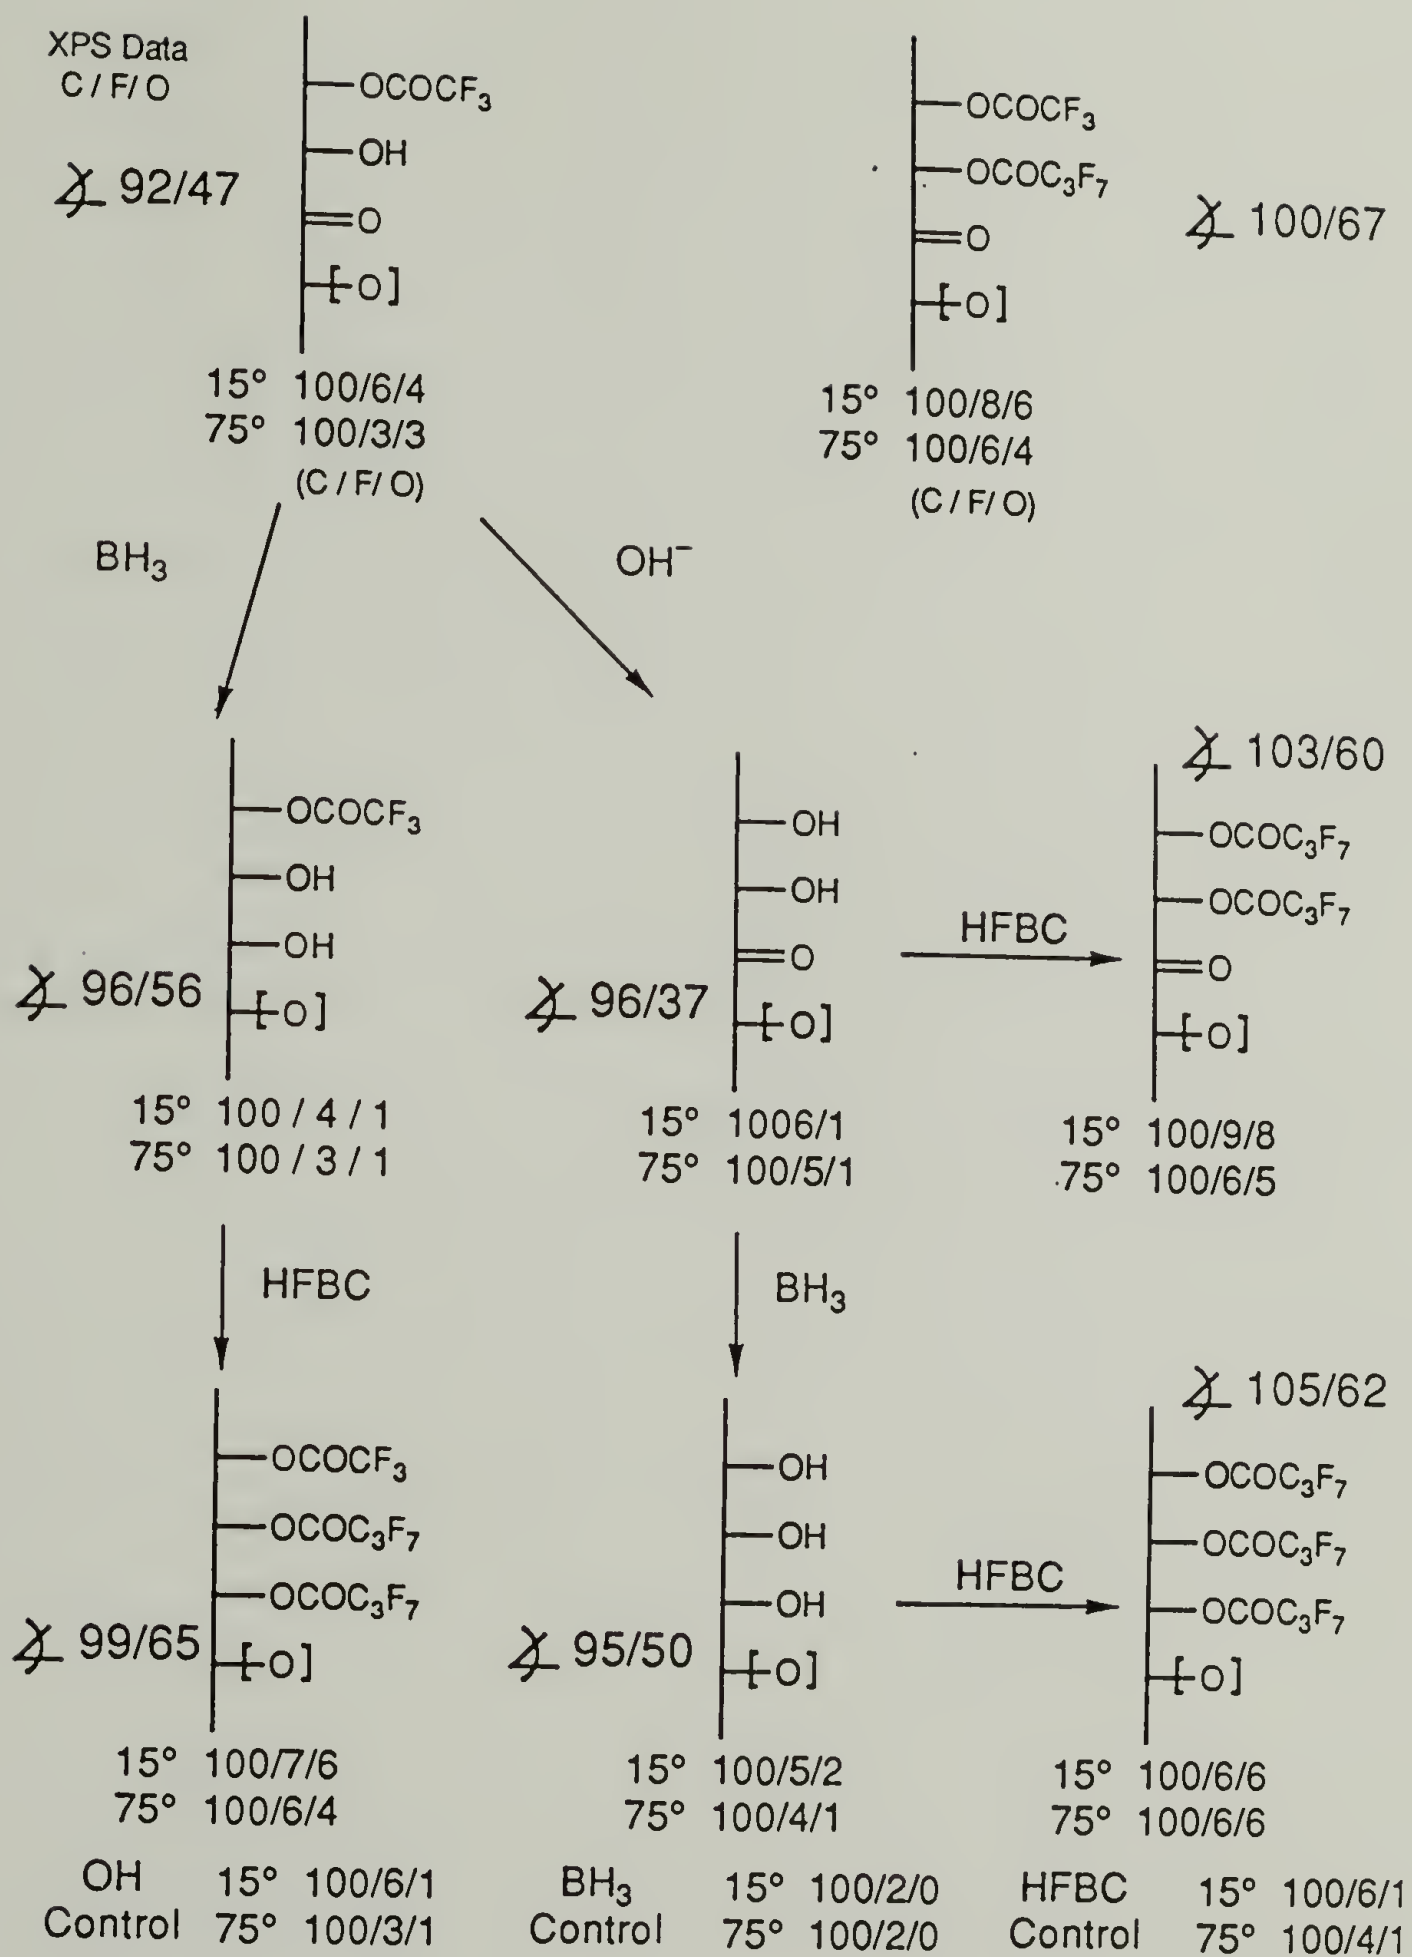 XPS Data
C / F/ O
OCOCF₃
OH
92/47
=O
[O]
15° 100/6/4
75° 100/3/3
(C / F/ O)
OCOCF₃
OCOC₃F₇
100/67
=O
[O]
15° 100/8/6
75° 100/6/4
(C / F/ O)
BH₃
OH⁻
OCOCF₃
OH
OH
96/56
[O]
15° 100 / 4 / 1
75° 100 / 3 / 1
OH
OH
=O
96/37
[O]
15° 1006/1
75° 100/5/1
HFBC
103/60
OCOC₃F₇
OCOC₃F₇
=O
[O]
15° 100/9/8
75° 100/6/5
HFBC
BH₃
OCOCF₃
OCOC₃F₇
OCOC₃F₇
99/65
[O]
15° 100/7/6
75° 100/6/4
OH
OH
OH
95/50
[O]
15° 100/5/2
75° 100/4/1
HFBC
105/62
OCOC₃F₇
OCOC₃F₇
OCOC₃F₇
[O]
15° 100/6/6
75° 100/6/6
OH 15° 100/6/1
Control 75° 100/3/1
BH₃ 15° 100/2/0
Control 75° 100/2/0
HFBC 15° 100/6/1
Control 75° 100/4/1